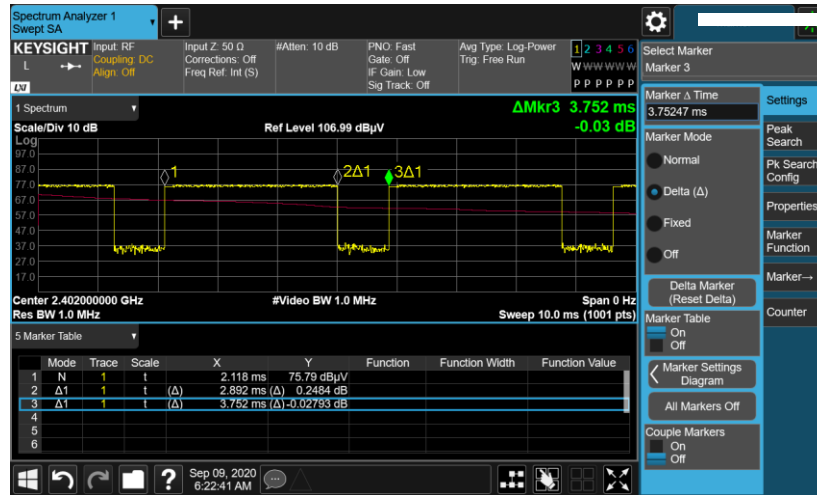 Spectrum Analyzer 1
Swept SA
+
KEYSIGHT
L
LXI
Input: RF
Coupling: DC
Align: Off
Input Z: 50 Ω
Corrections: Off
Freq Ref: Int (S)
#Atten: 10 dB
PNO: Fast
Gate: Off
IF Gain: Low
Sig Track: Off
Avg Type: Log-Power
Trig: Free Run
1 2 3 4 5 6
W W W W W W
P P P P P P
1 Spectrum
ΔMkr3 3.752 ms
-0.03 dB
Scale/Div 10 dB
Ref Level 106.99 dBµV
Log
97.0
87.0
77.0
67.0
57.0
47.0
37.0
27.0
17.0
1
2Δ1
3Δ1
Center 2.402000000 GHz
#Video BW 1.0 MHz
Span 0 Hz
Res BW 1.0 MHz
Sweep 10.0 ms (1001 pts)
5 Marker Table
Mode Trace Scale X Y Function Function Width Function Value
1 N 1 t 2.118 ms 75.79 dBµV
2 Δ1 1 t (Δ) 2.892 ms (Δ) 0.2484 dB
3 Δ1 1 t (Δ) 3.752 ms (Δ) -0.02793 dB
4
5
6
Sep 09, 2020
6:22:41 AM
?
Select Marker
Marker 3
Marker Δ Time
3.75247 ms
Marker Mode
Normal
Delta (Δ)
Fixed
Off
Delta Marker
(Reset Delta)
Marker Table
On
Off
Marker Settings
Diagram
All Markers Off
Couple Markers
On
Off
Settings
Peak
Search
Pk Search
Config
Properties
Marker
Function
Marker→
Counter